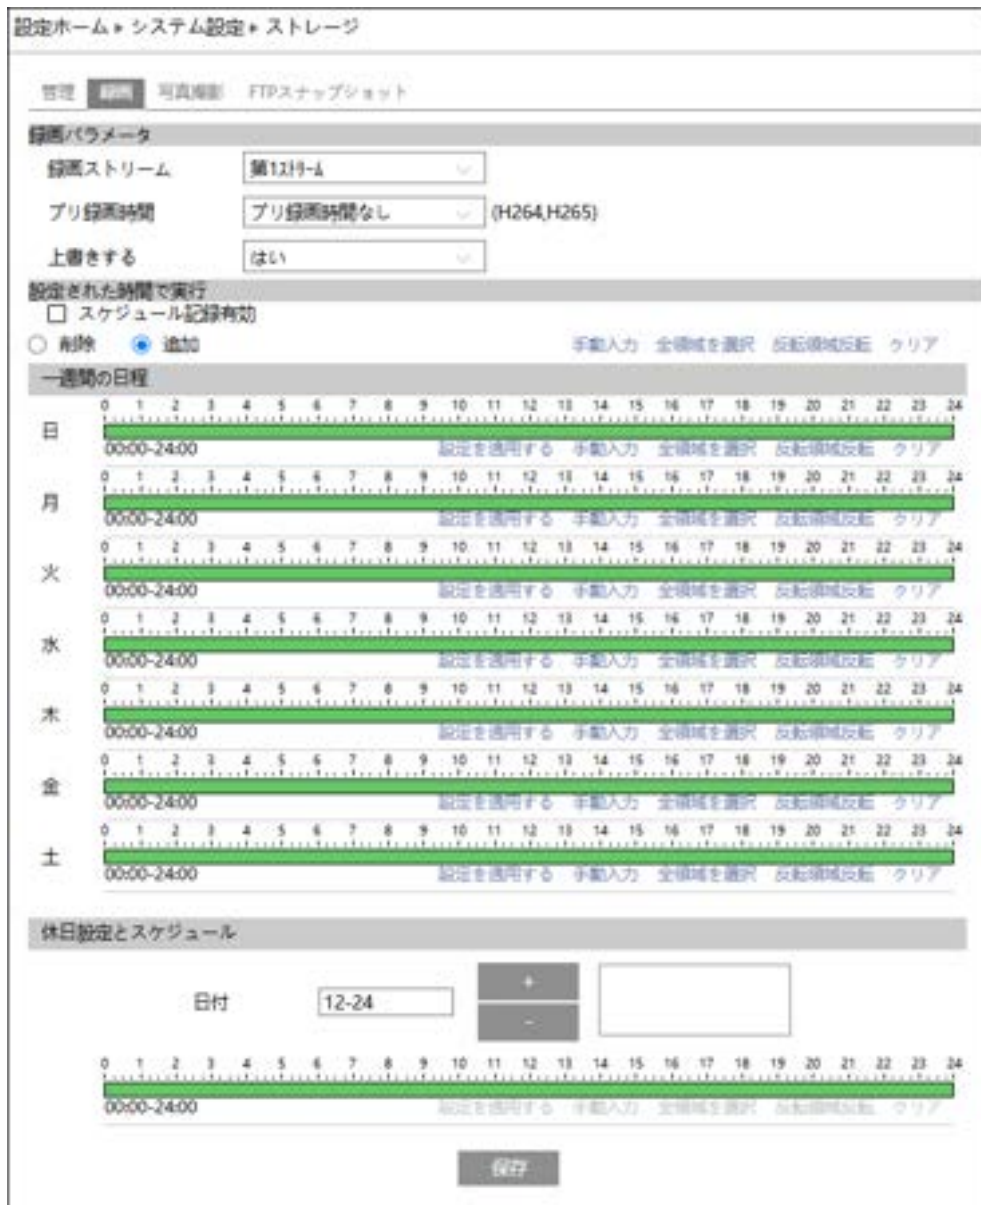 設定ホーム▸ システム設定▸ ストレージ
管理 録画 写真撮影 FTPスナップショット
録画パラメータ
録画ストリーム 第1ストリーム
プリ録画時間 プリ録画時間なし (H264,H265)
上書きする はい
設定された時間で実行
スケジュール記録有効
削除 追加 手動入力 全領域を選択 反転領域反転 クリア
一週間の日程
0 1 2 3 4 5 6 7 8 9 10 11 12 13 14 15 16 17 18 19 20 21 22 23 24
日
00:00-24:00 設定を適用する 手動入力 全領域を選択 反転領域反転 クリア
0 1 2 3 4 5 6 7 8 9 10 11 12 13 14 15 16 17 18 19 20 21 22 23 24
月
00:00-24:00 設定を適用する 手動入力 全領域を選択 反転領域反転 クリア
0 1 2 3 4 5 6 7 8 9 10 11 12 13 14 15 16 17 18 19 20 21 22 23 24
火
00:00-24:00 設定を適用する 手動入力 全領域を選択 反転領域反転 クリア
0 1 2 3 4 5 6 7 8 9 10 11 12 13 14 15 16 17 18 19 20 21 22 23 24
水
00:00-24:00 設定を適用する 手動入力 全領域を選択 反転領域反転 クリア
0 1 2 3 4 5 6 7 8 9 10 11 12 13 14 15 16 17 18 19 20 21 22 23 24
木
00:00-24:00 設定を適用する 手動入力 全領域を選択 反転領域反転 クリア
0 1 2 3 4 5 6 7 8 9 10 11 12 13 14 15 16 17 18 19 20 21 22 23 24
金
00:00-24:00 設定を適用する 手動入力 全領域を選択 反転領域反転 クリア
0 1 2 3 4 5 6 7 8 9 10 11 12 13 14 15 16 17 18 19 20 21 22 23 24
土
00:00-24:00 設定を適用する 手動入力 全領域を選択 反転領域反転 クリア
休日設定とスケジュール
+
日付 12-24
-
0 1 2 3 4 5 6 7 8 9 10 11 12 13 14 15 16 17 18 19 20 21 22 23 24
00:00-24:00 設定を適用する 手動入力 全領域を選択 反転領域反転 クリア
保存